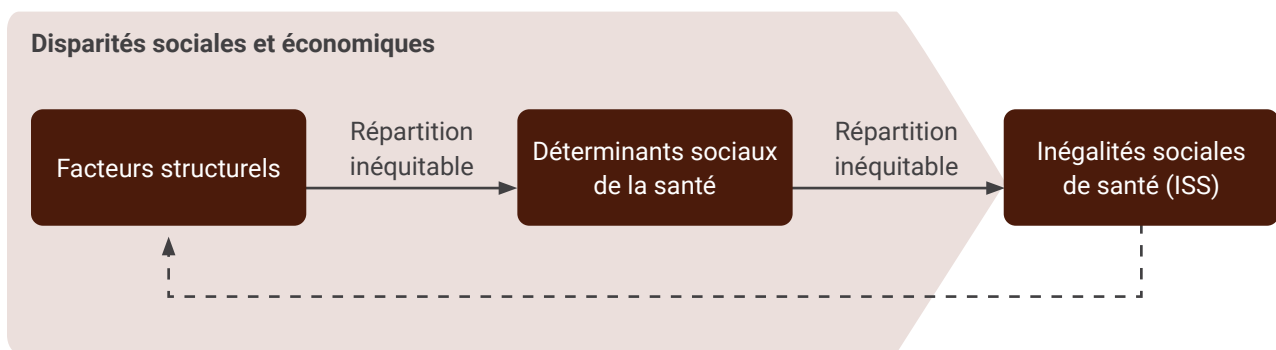 Disparités sociales et économiques
Facteurs structurels
Répartition
inéquitable
Déterminants sociaux
de la santé
Répartition
inéquitable
Inégalités sociales
de santé (ISS)